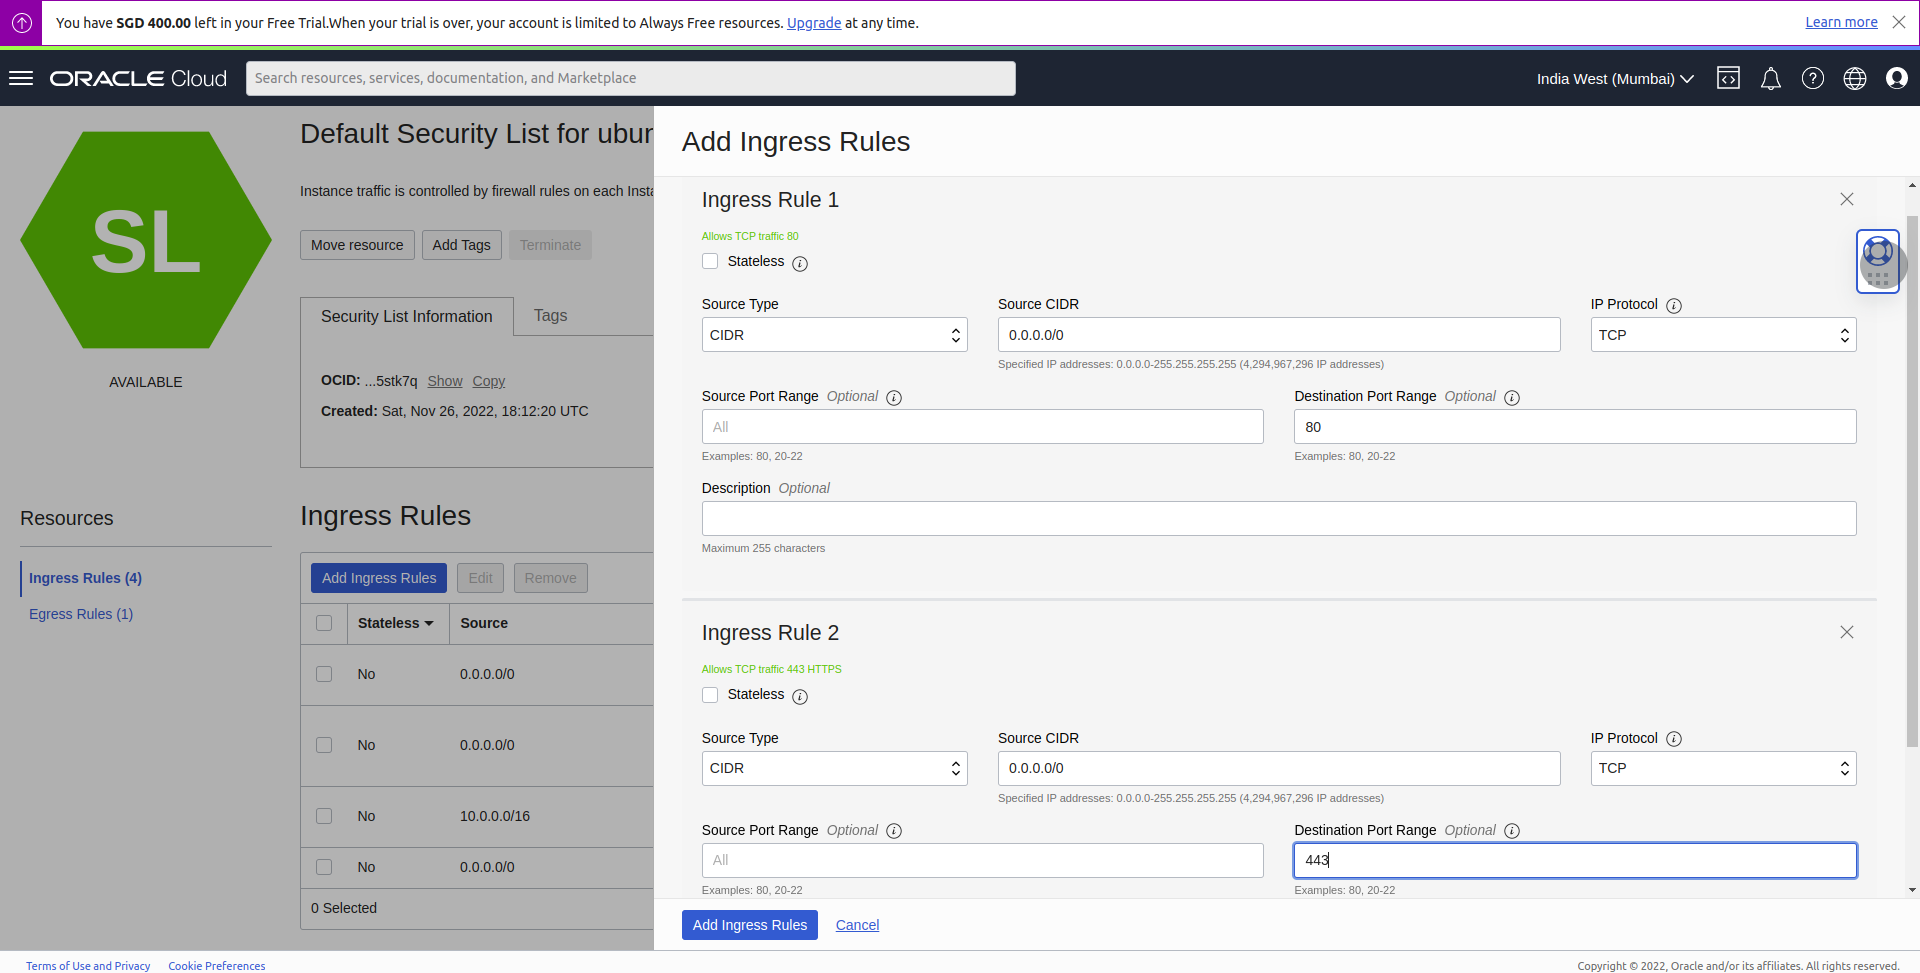 You have SGD 400.00 left in your Free Trial.When your trial is over, your account is limited to Always Free resources. Upgrade at any time.
Learn more
ORACLE Cloud
Search resources, services, documentation, and Marketplace
India West (Mumbai)
SL
AVAILABLE
Resources
Ingress Rules (4)
Egress Rules (1)
Default Security List for ubu
Instance traffic is controlled by firewall rules on each
Move resource
Add Tags
Terminate
Security List Information
Tags
OCID: ...5stk7q Show Copy
Created: Sat, Nov 26, 2022, 18:12:20 UTC
Ingress Rules
Add Ingress Rules
Edit
Remove
Stateless Source
No 0.0.0.0/0
No 0.0.0.0/0
No 10.0.0.0/16
No 0.0.0.0/0
0 Selected
Add Ingress Rules
Ingress Rule 1
Allows TCP traffic 80
Stateless
Source Type
CIDR
Source CIDR
0.0.0.0/0
Specified IP addresses: 0.0.0.0-255.255.255.255 (4,294,967,296 IP addresses)
IP Protocol
TCP
Source Port Range Optional
All
Examples: 80, 20-22
Destination Port Range Optional
80
Examples: 80, 20-22
Description Optional
Maximum 255 characters
Ingress Rule 2
Allows TCP traffic 443 HTTPS
Stateless
Source Type
CIDR
Source CIDR
0.0.0.0/0
Specified IP addresses: 0.0.0.0-255.255.255.255 (4,294,967,296 IP addresses)
IP Protocol
TCP
Source Port Range Optional
All
Examples: 80, 20-22
Destination Port Range Optional
443
Examples: 80, 20-22
Add Ingress Rules
Cancel
Terms of Use and Privacy
Cookie Preferences
Copyright © 2022, Oracle and/or its affiliates. All rights reserved.